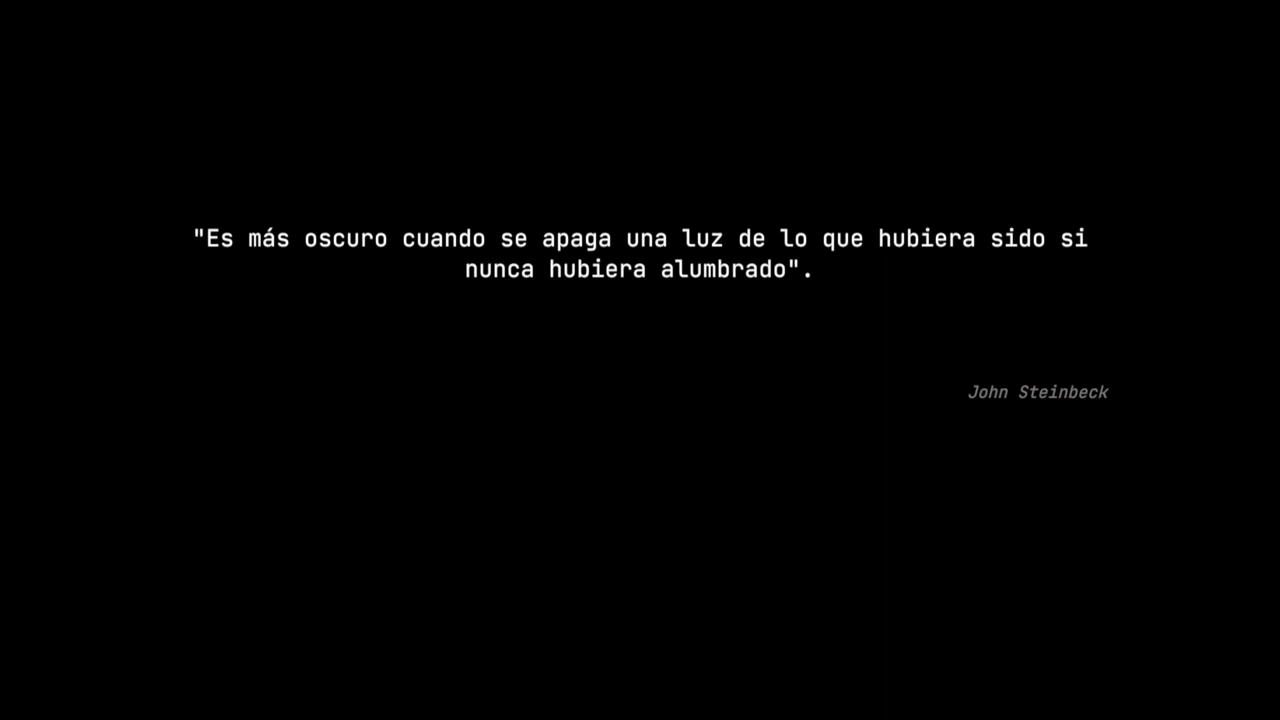 "Es más oscuro cuando se apaga una luz de lo que hubiera sido si
nunca hubiera alumbrado".
John Steinbeck